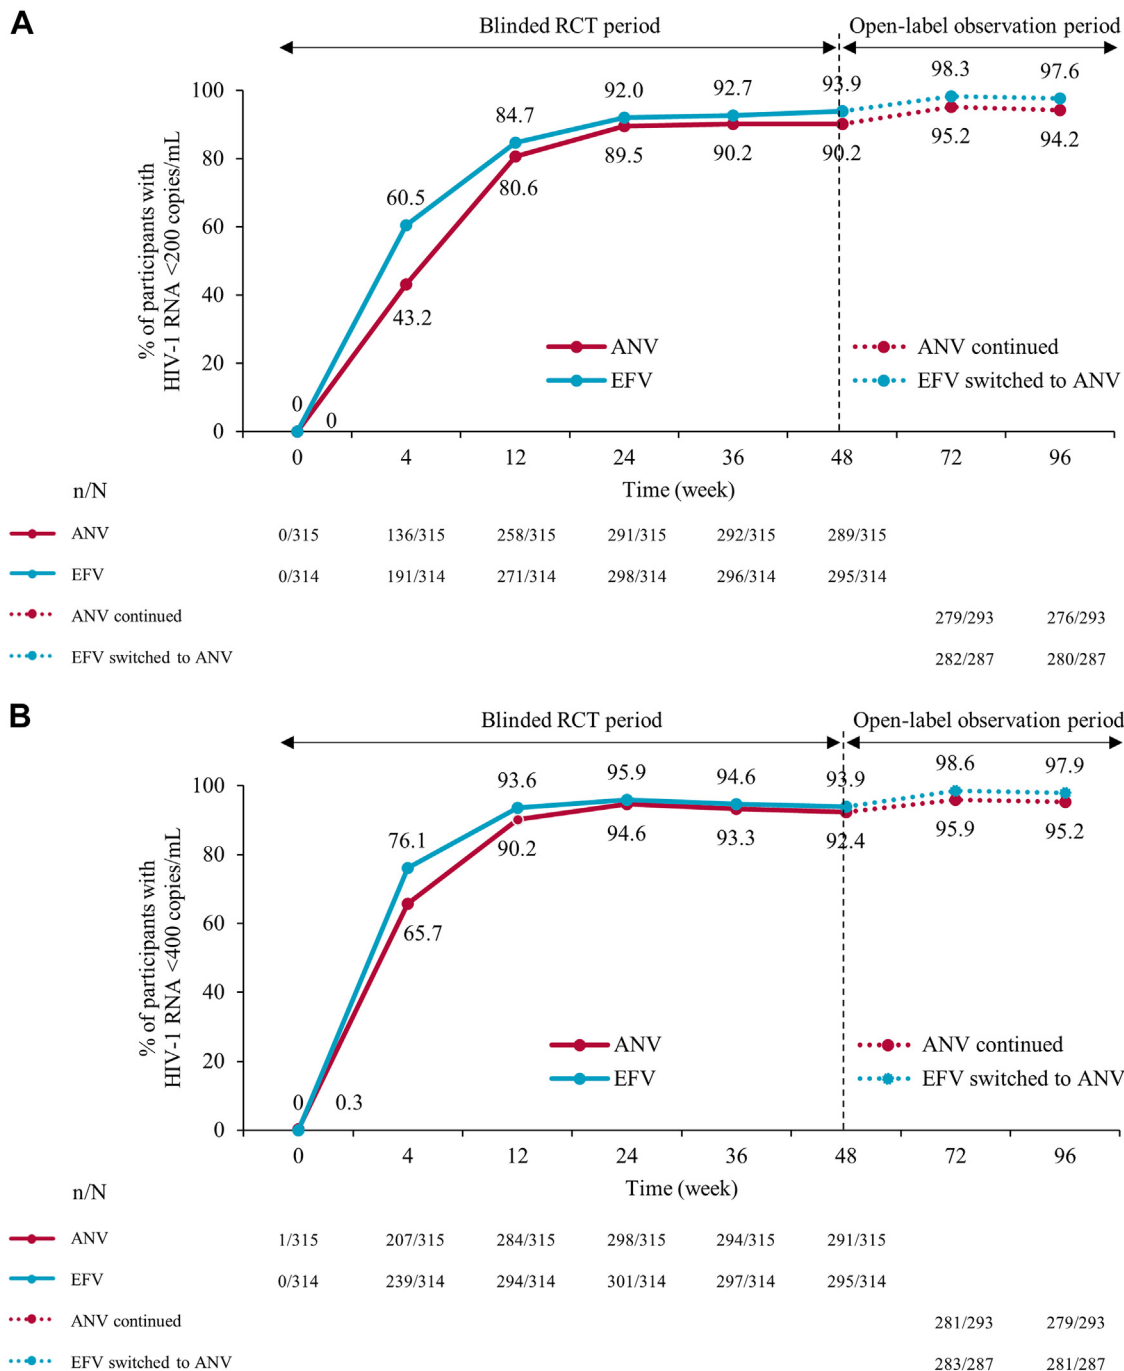 A
Blinded RCT period Open-label observation period
% of participants with
HIV-1 RNA <200 copies/mL
100
80
60
40
20
0
0 60.5 84.7 92.0 92.7 93.9 98.3 97.6
0 43.2 80.6 89.5 90.2 90.2 95.2 94.2
ANV ANV continued
EFV EFV switched to ANV
0 4 12 24 36 48 72 96
Time (week)
n/N
ANV 0/315 136/315 258/315 291/315 292/315 289/315
EFV 0/314 191/314 271/314 298/314 296/314 295/314
ANV continued 279/293 276/293
EFV switched to ANV 282/287 280/287
B
Blinded RCT period Open-label observation period
% of participants with
HIV-1 RNA <400 copies/mL
100
80
60
40
20
0
0 76.1 93.6 95.9 94.6 93.9 98.6 97.9
0.3 65.7 90.2 94.6 93.3 92.4 95.9 95.2
ANV ANV continued
EFV EFV switched to ANV
0 4 12 24 36 48 72 96
Time (week)
n/N
ANV 1/315 207/315 284/315 298/315 294/315 291/315
EFV 0/314 239/314 294/314 301/314 297/314 295/314
ANV continued 281/293 279/293
EFV switched to ANV 283/287 281/287